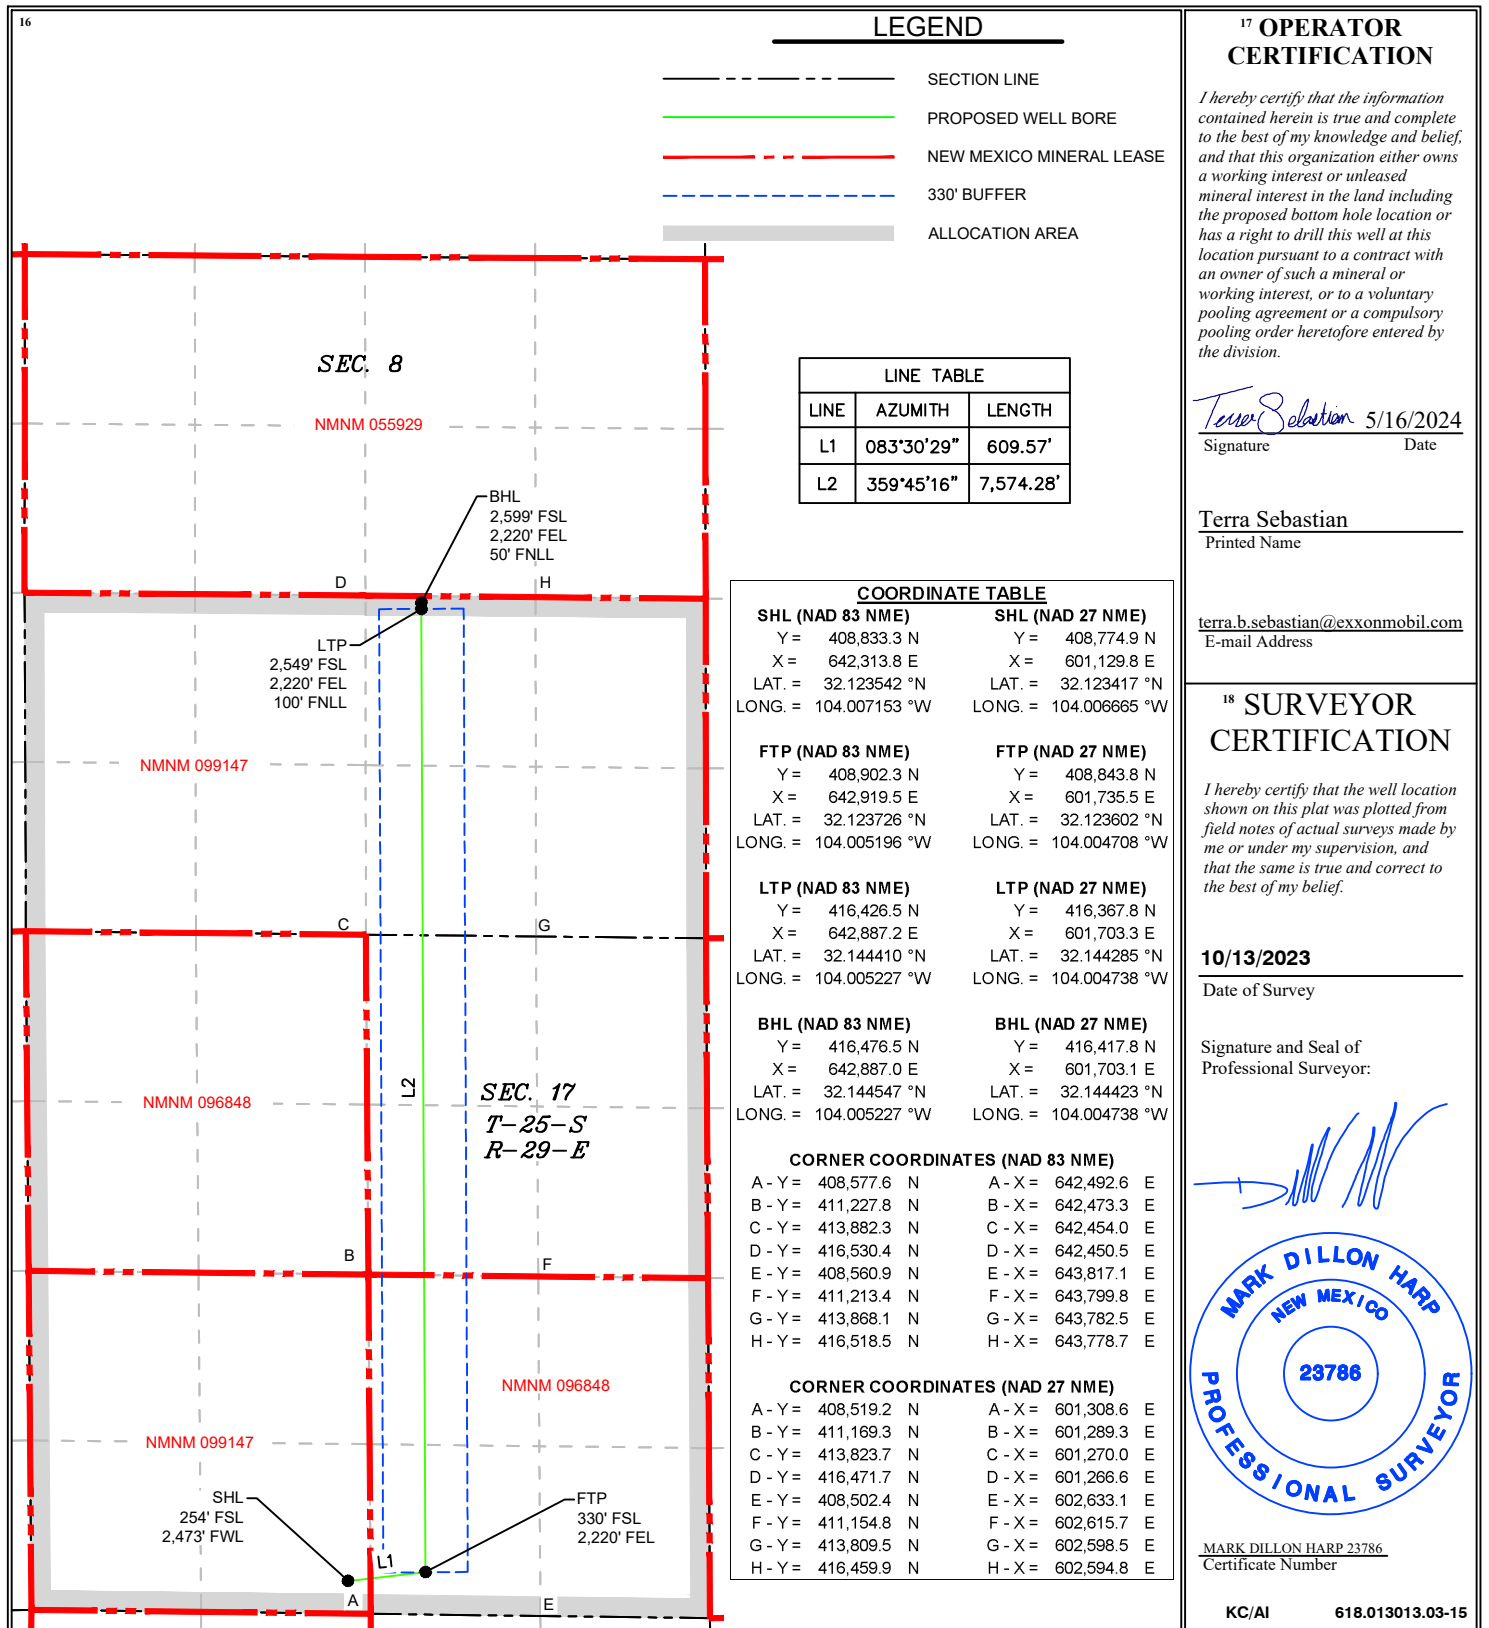 16
LEGEND
SECTION LINE
PROPOSED WELL BORE
NEW MEXICO MINERAL LEASE
330' BUFFER
ALLOCATION AREA
SEC. 8
NMNM 055929
BHL
2,599' FSL
2,220' FEL
50' FNLL
D
H
LTP
2,549' FSL
2,220' FEL
100' FNLL
NMNM 099147
C
G
L2
SEC. 17
T-25-S
R-29-E
NMNM 096848
B
F
NMNM 096848
NMNM 099147
SHL
254' FSL
2,473' FWL
FTP
330' FSL
2,220' FEL
L1
A
E
LINE TABLE
LINE AZUMITH LENGTH
L1 083°30'29" 609.57'
L2 359°45'16" 7,574.28'
COORDINATE TABLE
SHL (NAD 83 NME) SHL (NAD 27 NME)
Y = 408,833.3 N Y = 408,774.9 N
X = 642,313.8 E X = 601,129.8 E
LAT. = 32.123542 °N LAT. = 32.123417 °N
LONG. = 104.007153 °W LONG. = 104.006665 °W
FTP (NAD 83 NME) FTP (NAD 27 NME)
Y = 408,902.3 N Y = 408,843.8 N
X = 642,919.5 E X = 601,735.5 E
LAT. = 32.123726 °N LAT. = 32.123602 °N
LONG. = 104.005196 °W LONG. = 104.004708 °W
LTP (NAD 83 NME) LTP (NAD 27 NME)
Y = 416,426.5 N Y = 416,367.8 N
X = 642,887.2 E X = 601,703.3 E
LAT. = 32.144410 °N LAT. = 32.144285 °N
LONG. = 104.005227 °W LONG. = 104.004738 °W
BHL (NAD 83 NME) BHL (NAD 27 NME)
Y = 416,476.5 N Y = 416,417.8 N
X = 642,887.0 E X = 601,703.1 E
LAT. = 32.144547 °N LAT. = 32.144423 °N
LONG. = 104.005227 °W LONG. = 104.004738 °W
CORNER COORDINATES (NAD 83 NME)
A - Y = 408,577.6 N A - X = 642,492.6 E
B - Y = 411,227.8 N B - X = 642,473.3 E
C - Y = 413,882.3 N C - X = 642,454.0 E
D - Y = 416,530.4 N D - X = 642,450.5 E
E - Y = 408,560.9 N E - X = 643,817.1 E
F - Y = 411,213.4 N F - X = 643,799.8 E
G - Y = 413,868.1 N G - X = 643,782.5 E
H - Y = 416,518.5 N H - X = 643,778.7 E
CORNER COORDINATES (NAD 27 NME)
A - Y = 408,519.2 N A - X = 601,308.6 E
B - Y = 411,169.3 N B - X = 601,289.3 E
C - Y = 413,823.7 N C - X = 601,270.0 E
D - Y = 416,471.7 N D - X = 601,266.6 E
E - Y = 408,502.4 N E - X = 602,633.1 E
F - Y = 411,154.8 N F - X = 602,615.7 E
G - Y = 413,809.5 N G - X = 602,598.5 E
H - Y = 416,459.9 N H - X = 602,594.8 E
17 OPERATOR
CERTIFICATION
I hereby certify that the information
contained herein is true and complete
to the best of my knowledge and belief,
and that this organization either owns
a working interest or unleased
mineral interest in the land including
the proposed bottom hole location or
has a right to drill this well at this
location pursuant to a contract with
an owner of such a mineral or
working interest, or to a voluntary
pooling agreement or a compulsory
pooling order heretofore entered by
the division.
Terra Sebastian 5/16/2024
Signature Date
Terra Sebastian
Printed Name
terra.b.sebastian@exxonmobil.com
E-mail Address
18 SURVEYOR
CERTIFICATION
I hereby certify that the well location
shown on this plat was plotted from
field notes of actual surveys made by
me or under my supervision, and
that the same is true and correct to
the best of my belief.
10/13/2023
Date of Survey
Signature and Seal of
Professional Surveyor:
MARK DILLON HARP
NEW MEXICO
23786
PROFESSIONAL SURVEYOR
MARK DILLON HARP 23786
Certificate Number
KC/AI 618.013013.03-15